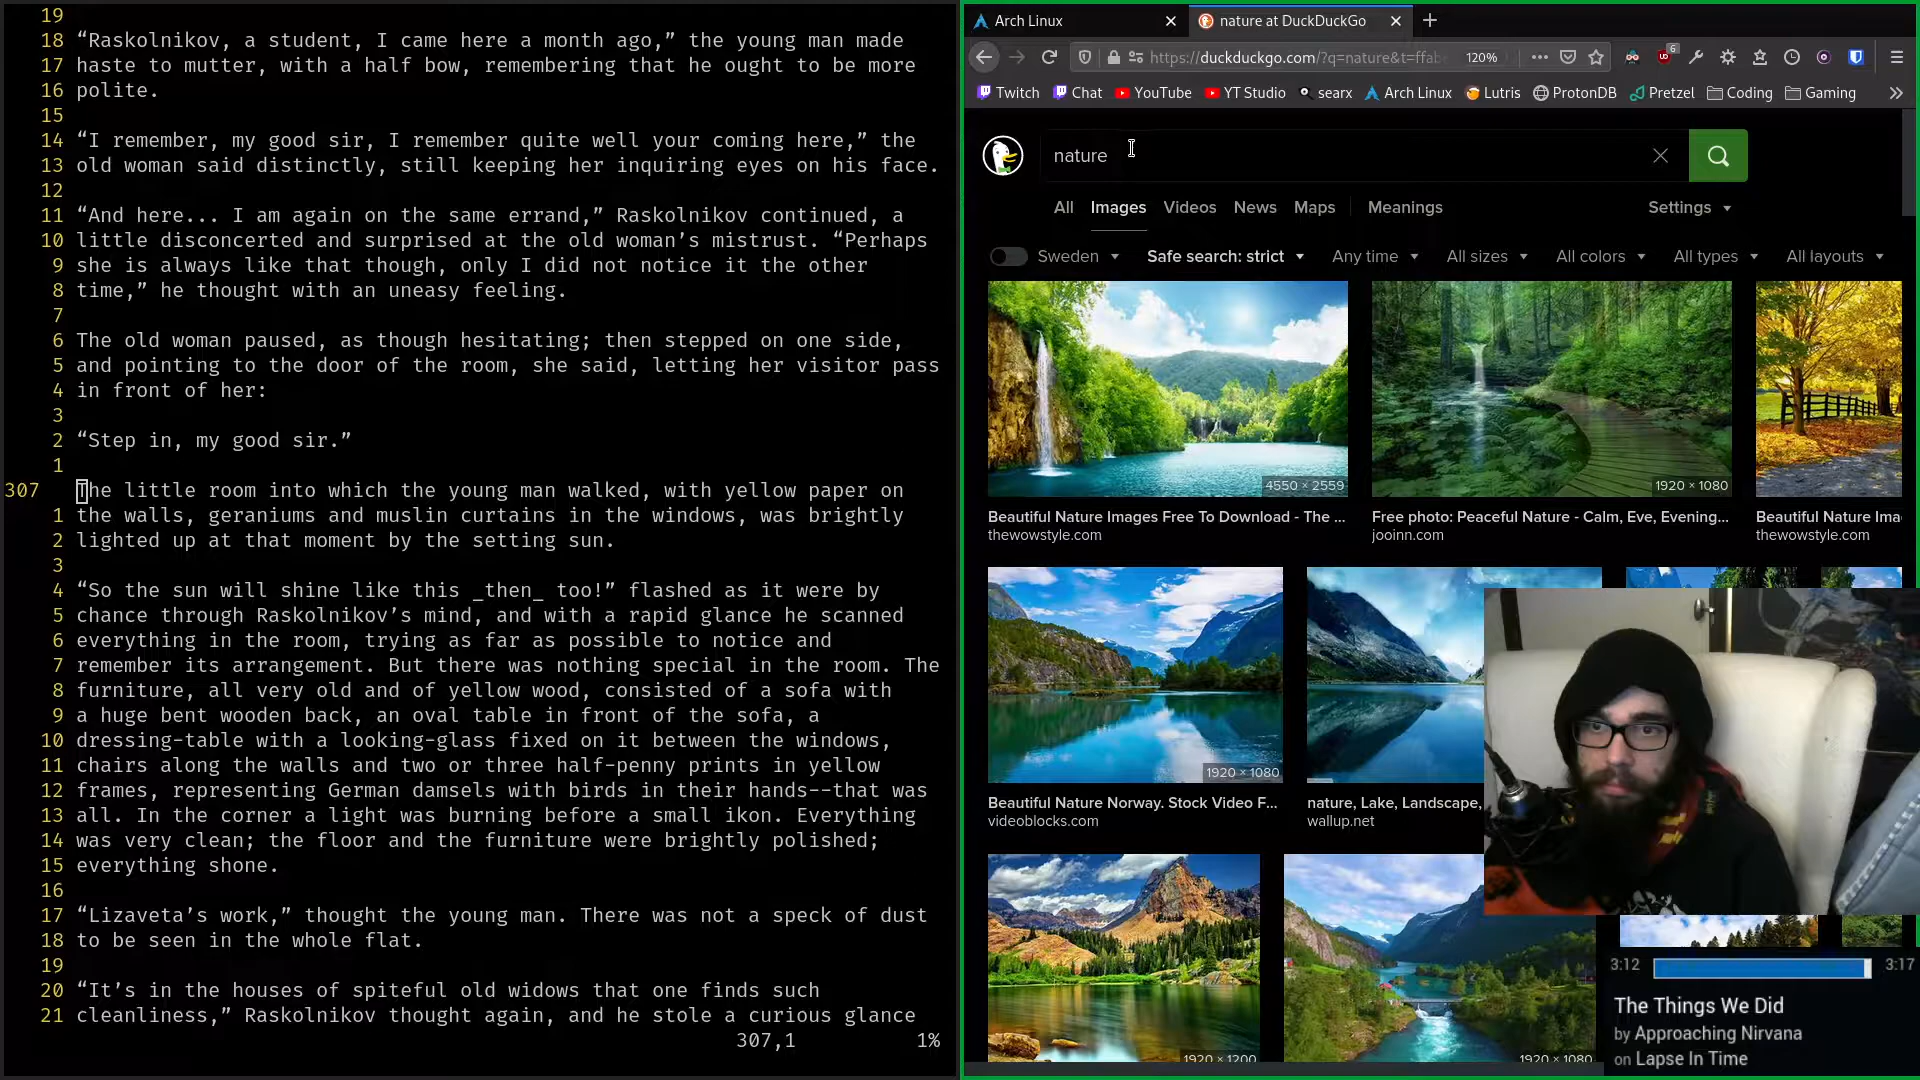 19
18 “Raskolnikov, a student, I came here a month ago,” the young man made
17 haste to mutter, with a half bow, remembering that he ought to be more
16 polite.
15
14 “I remember, my good sir, I remember quite well your coming here,” the
13 old woman said distinctly, still keeping her inquiring eyes on his face.
12
11 “And here... I am again on the same errand,” Raskolnikov continued, a
10 little disconcerted and surprised at the old woman’s mistrust. “Perhaps
9 she is always like that though, only I did not notice it the other
8 time,” he thought with an uneasy feeling.
7
6 The old woman paused, as though hesitating; then stepped on one side,
5 and pointing to the door of the room, she said, letting her visitor pass
4 in front of her:
3
2 “Step in, my good sir.”
1
307 The little room into which the young man walked, with yellow paper on
1 the walls, geraniums and muslin curtains in the windows, was brightly
2 lighted up at that moment by the setting sun.
3
4 “So the sun will shine like this _then_ too!” flashed as it were by
5 chance through Raskolnikov’s mind, and with a rapid glance he scanned
6 everything in the room, trying as far as possible to notice and
7 remember its arrangement. But there was nothing special in the room. The
8 furniture, all very old and of yellow wood, consisted of a sofa with
9 a huge bent wooden back, an oval table in front of the sofa, a
10 dressing-table with a looking-glass fixed on it between the windows,
11 chairs along the walls and two or three half-penny prints in yellow
12 frames, representing German damsels with birds in their hands--that was
13 all. In the corner a light was burning before a small ikon. Everything
14 was very clean; the floor and the furniture were brightly polished;
15 everything shone.
16
17 “Lizaveta’s work,” thought the young man. There was not a speck of dust
18 to be seen in the whole flat.
19
20 “It’s in the houses of spiteful old widows that one finds such
21 cleanliness,” Raskolnikov thought again, and he stole a curious glance
307,1 1%
Arch Linux
nature at DuckDuckGo
https://duckduckgo.com/?q=nature&t=ffab 120% 6
Twitch Chat YouTube YT Studio searx Arch Linux Lutris ProtonDB Pretzel Coding Gaming
nature
All Images Videos News Maps Meanings Settings
Sweden Safe search: strict Any time All sizes All colors All types All layouts
4550 × 2559 1920 × 1080
Beautiful Nature Images Free To Download - The ... Free photo: Peaceful Nature - Calm, Eve, Evening... Beautiful Nature Ima
thewowstyle.com jooinn.com thewowstyle.com
1920 × 1080
Beautiful Nature Norway. Stock Video F... nature, Lake, Landscape,
videoblocks.com wallup.net
1920 × 1200 1920 × 1080
3:12 3:17
The Things We Did
by Approaching Nirvana
on Lapse In Time